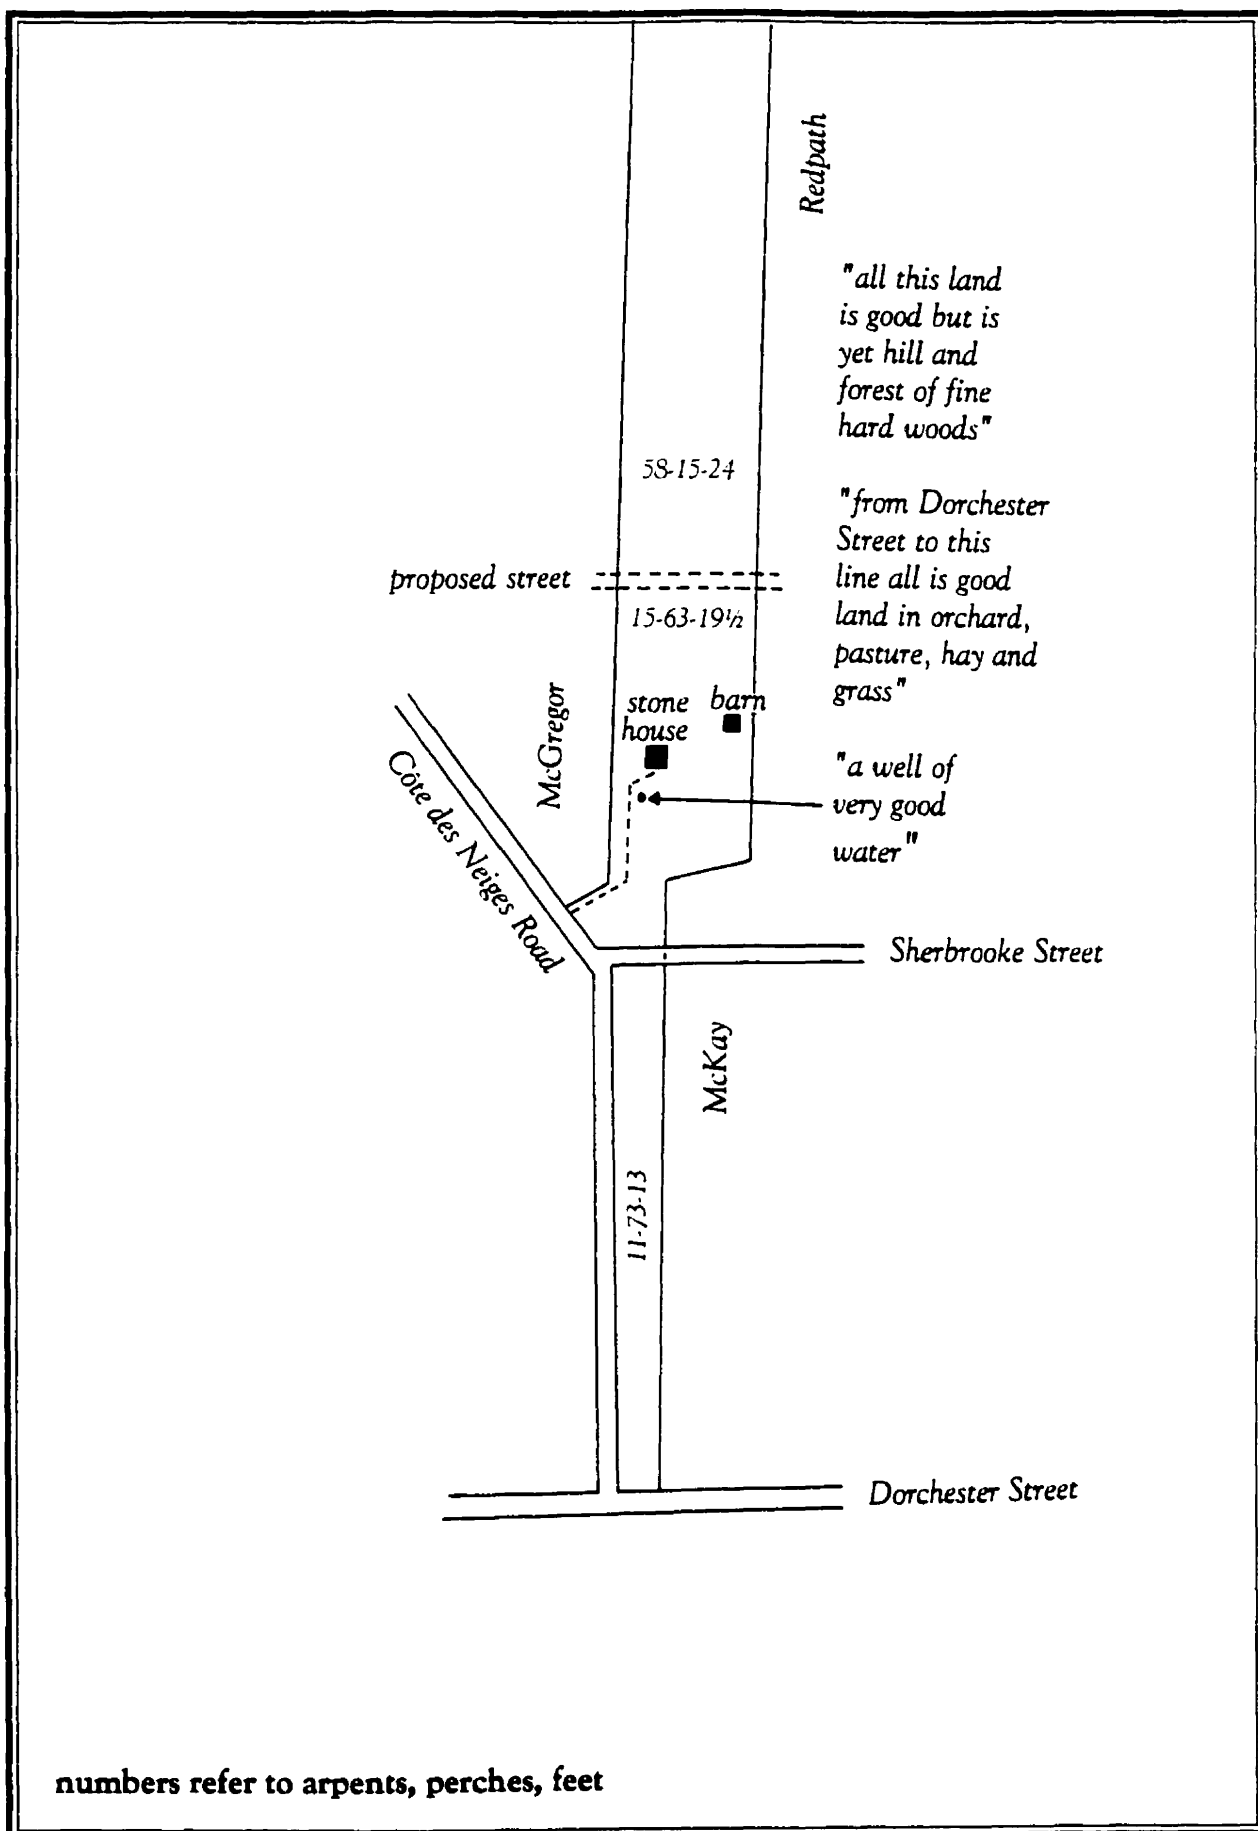 Redpath
"all this land
is good but is
yet hill and
forest of fine
hard woods"
58-15-24
"from Dorchester
Street to this
line all is good
land in orchard,
pasture, hay and
grass"
proposed street
15-63-19½
McGregor
stone
house
barn
Côte des Neiges Road
"a well of
very good
water"
Sherbrooke Street
McKay
11-73-13
Dorchester Street
numbers refer to arpents, perches, feet